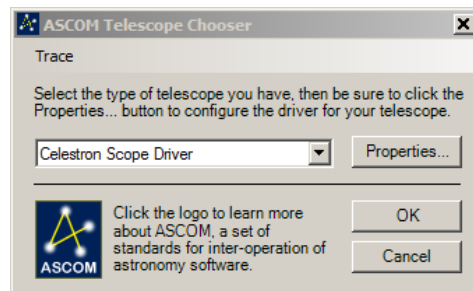 ASCOM Telescope Chooser
Trace
Select the type of telescope you have, then be sure to click the
Properties... button to configure the driver for your telescope.
Celestron Scope Driver
Properties...
Click the logo to learn more
about ASCOM, a set of
standards for inter-operation of
astronomy software.
ASCOM
OK
Cancel